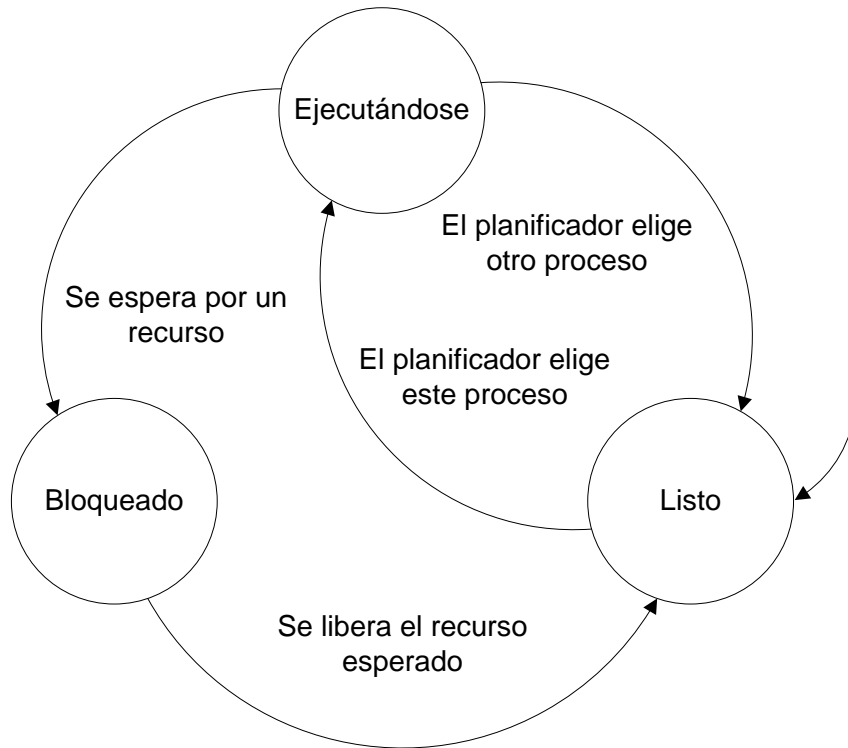 Ejecutándose
El planificador elige
otro proceso
Se espera por un
recurso
El planificador elige
este proceso
Bloqueado
Listo
Se libera el recurso
esperado